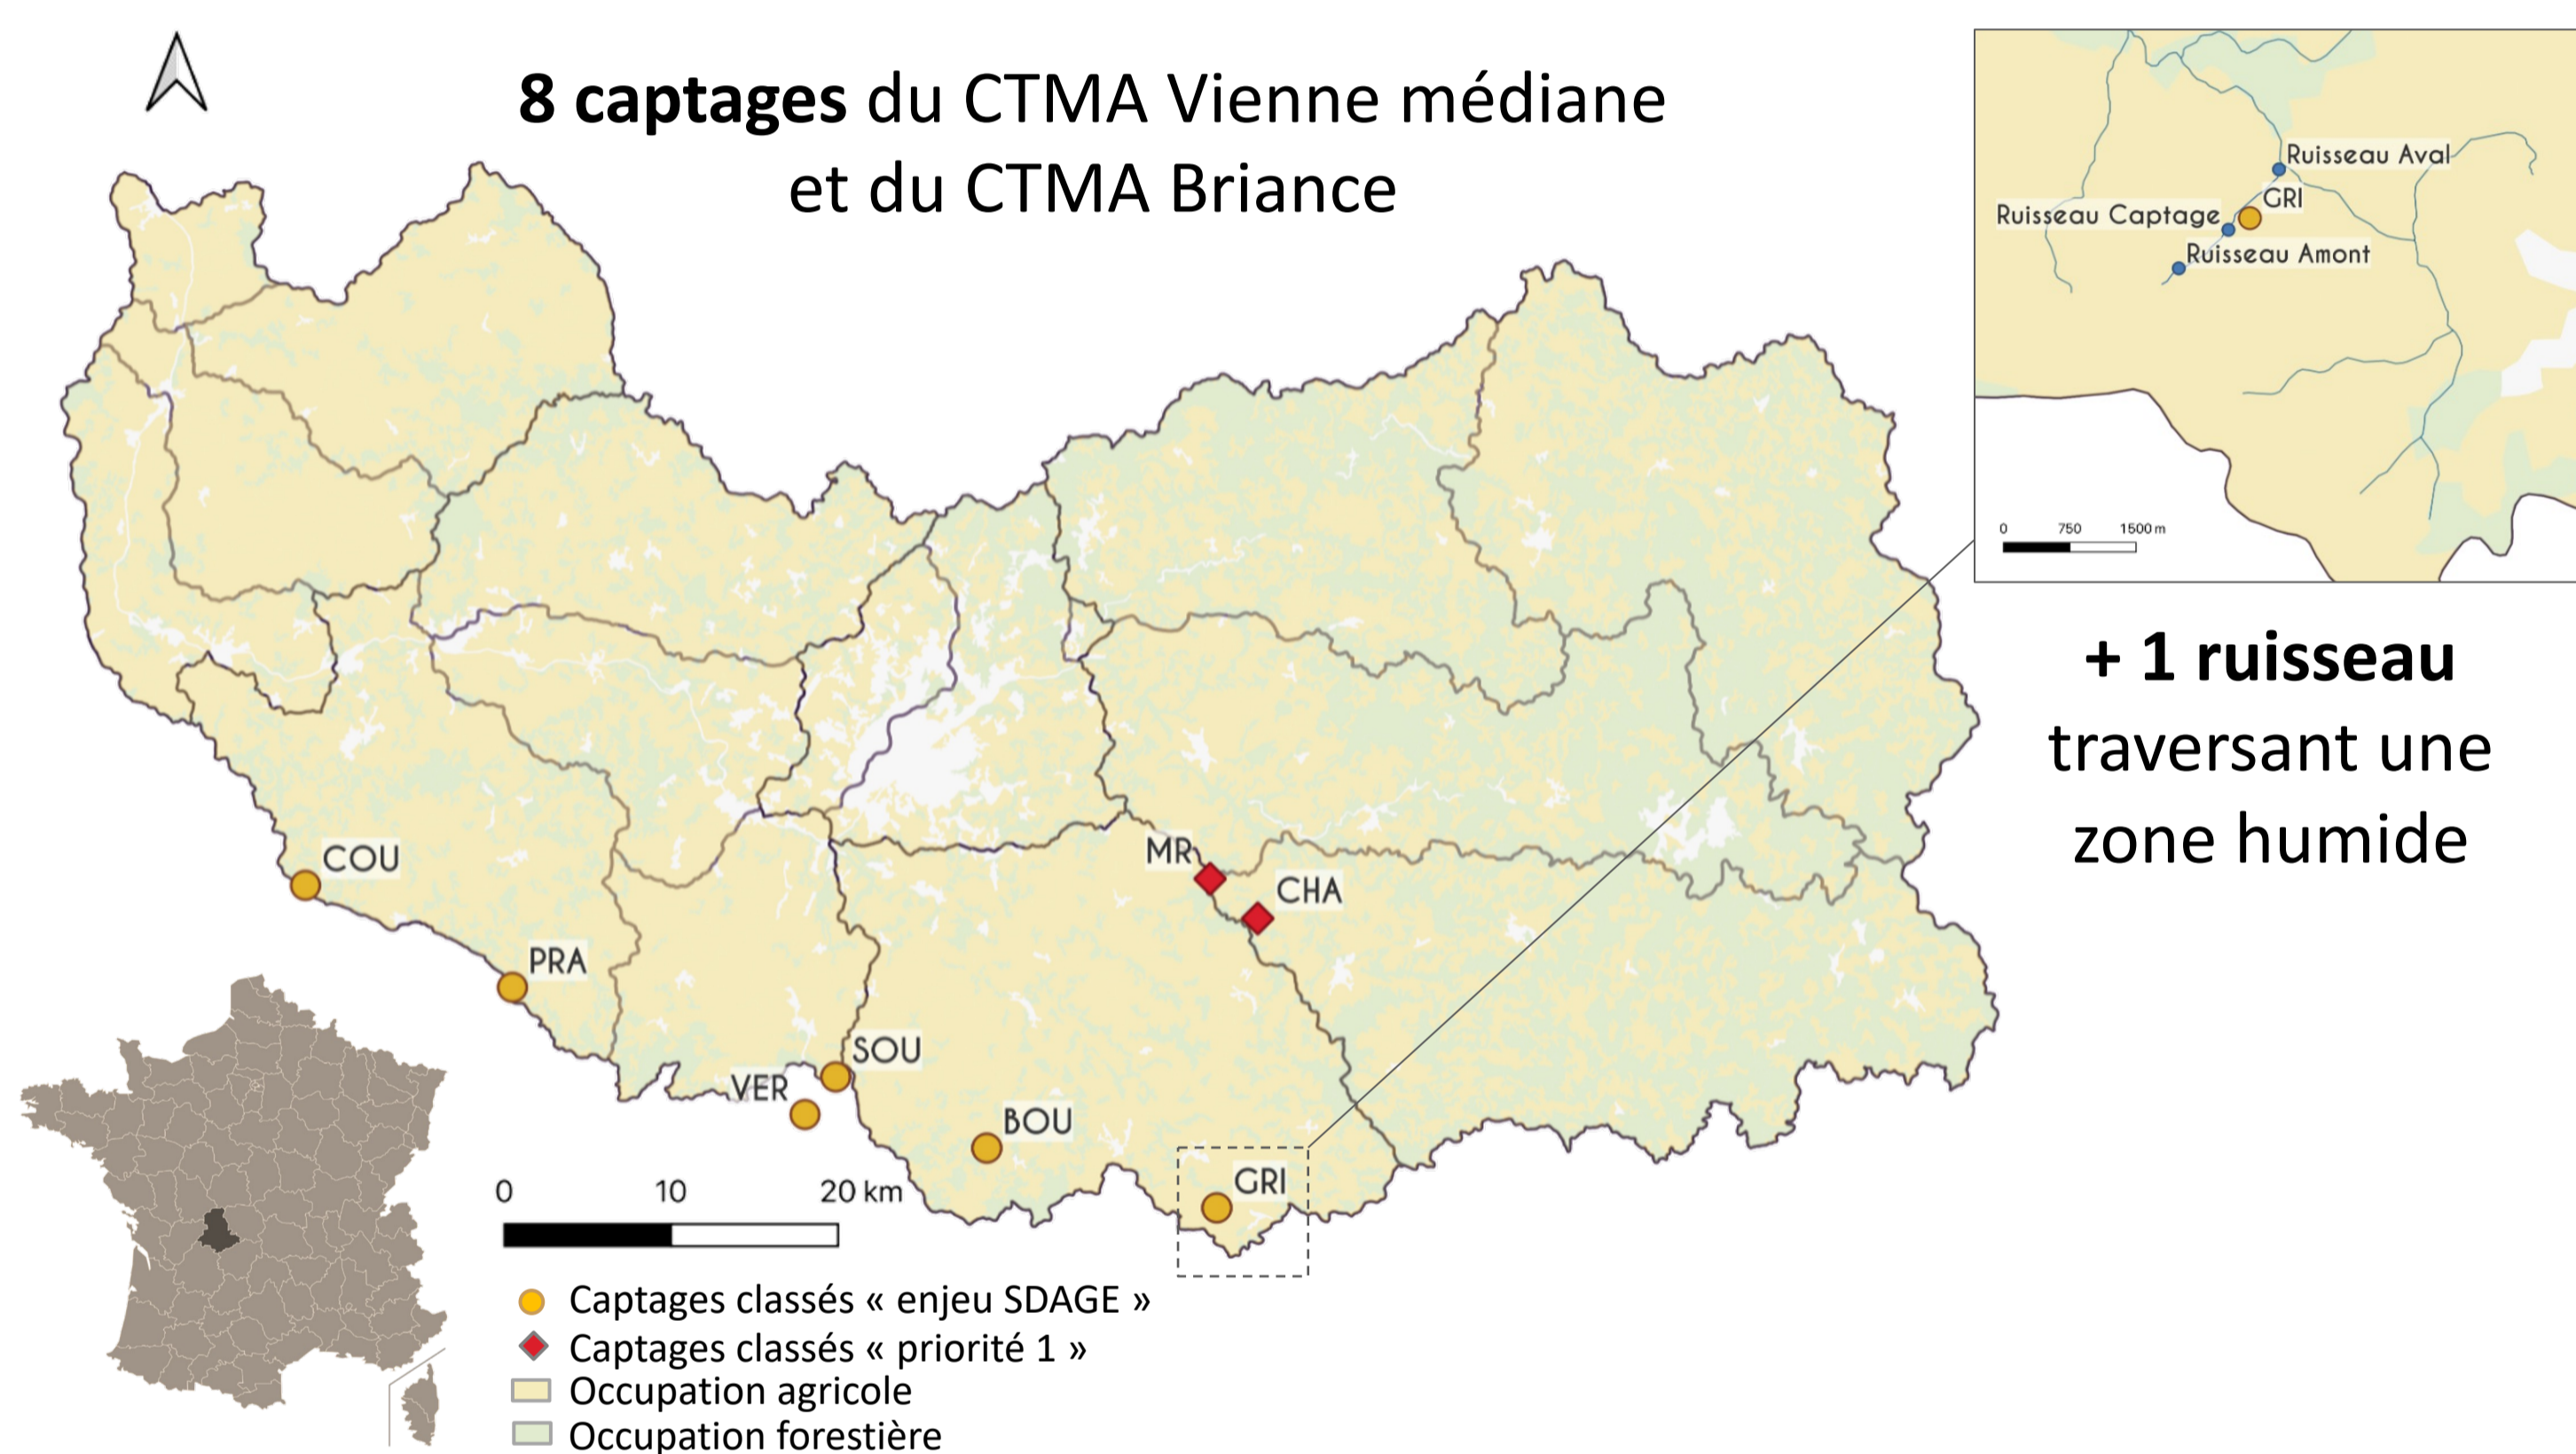 8 captages du CTMA Vienne médiane
et du CTMA Briance
Ruisseau Aval
GRI
Ruisseau Captage
Ruisseau Amont
0 750 1500 m
+ 1 ruisseau
traversant une
zone humide
COU
MR
CHA
PRA
SOU
VER
BOU
GRI
0 10 20 km
Captages classés « enjeu SDAGE »
Captages classés « priorité 1 »
Occupation agricole
Occupation forestière